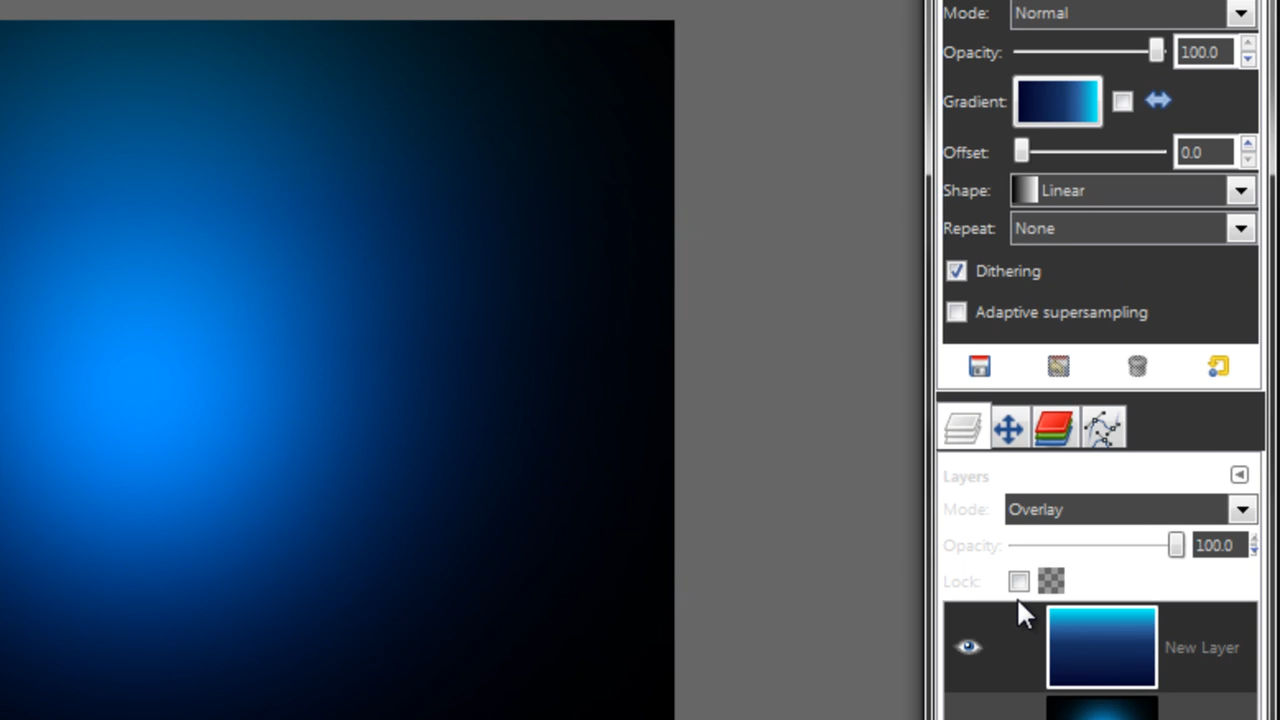 Mode: Normal
Opacity: 100.0
Gradient:
Offset: 0.0
Shape: Linear
Repeat: None
Dithering
Adaptive supersampling
Layers
Mode: Overlay
Opacity: 100.0
Lock:
New Layer